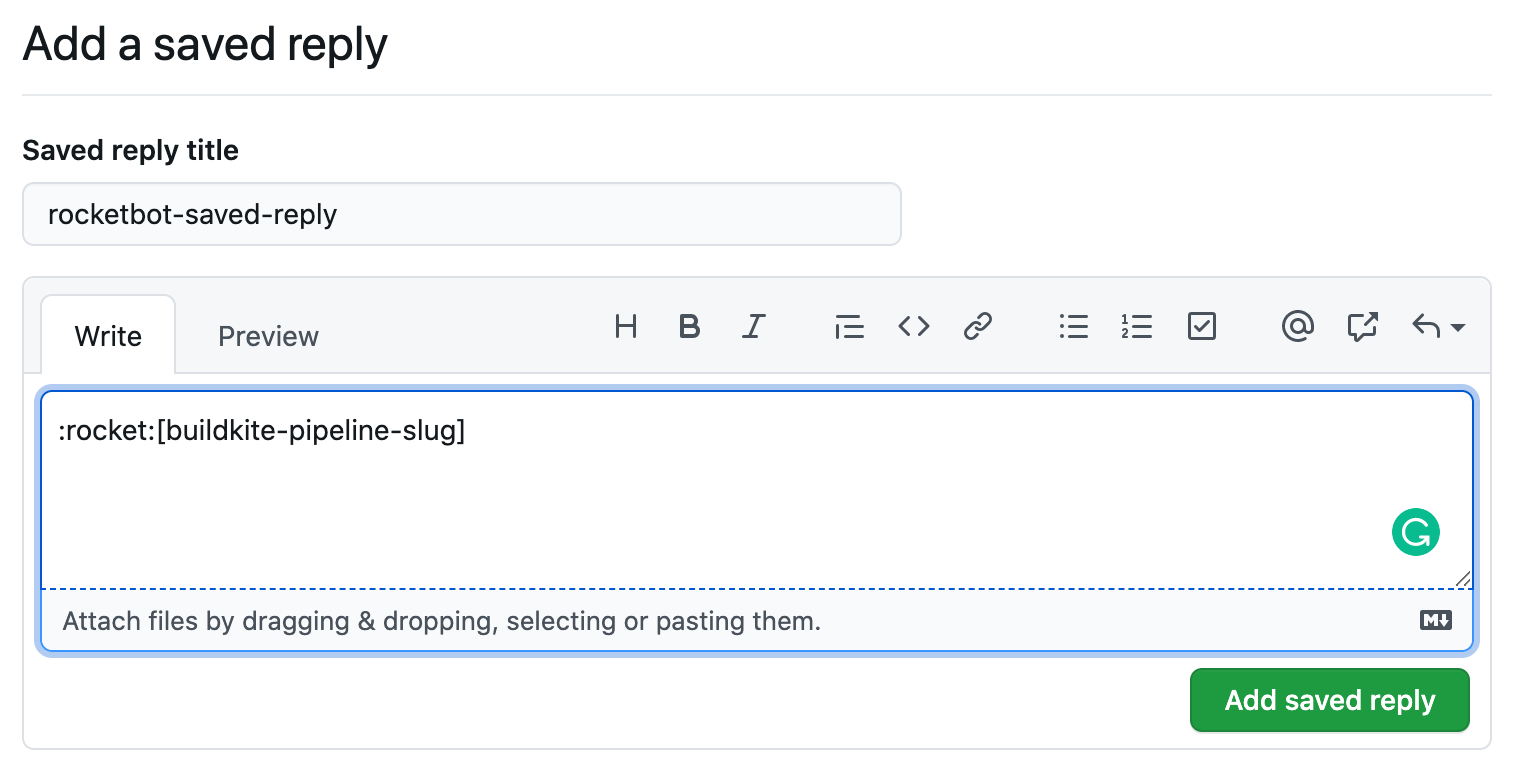 Add a saved reply
Saved reply title
rocketbot-saved-reply
Write Preview
:rocket:[buildkite-pipeline-slug]
Attach files by dragging & dropping, selecting or pasting them.
Add saved reply